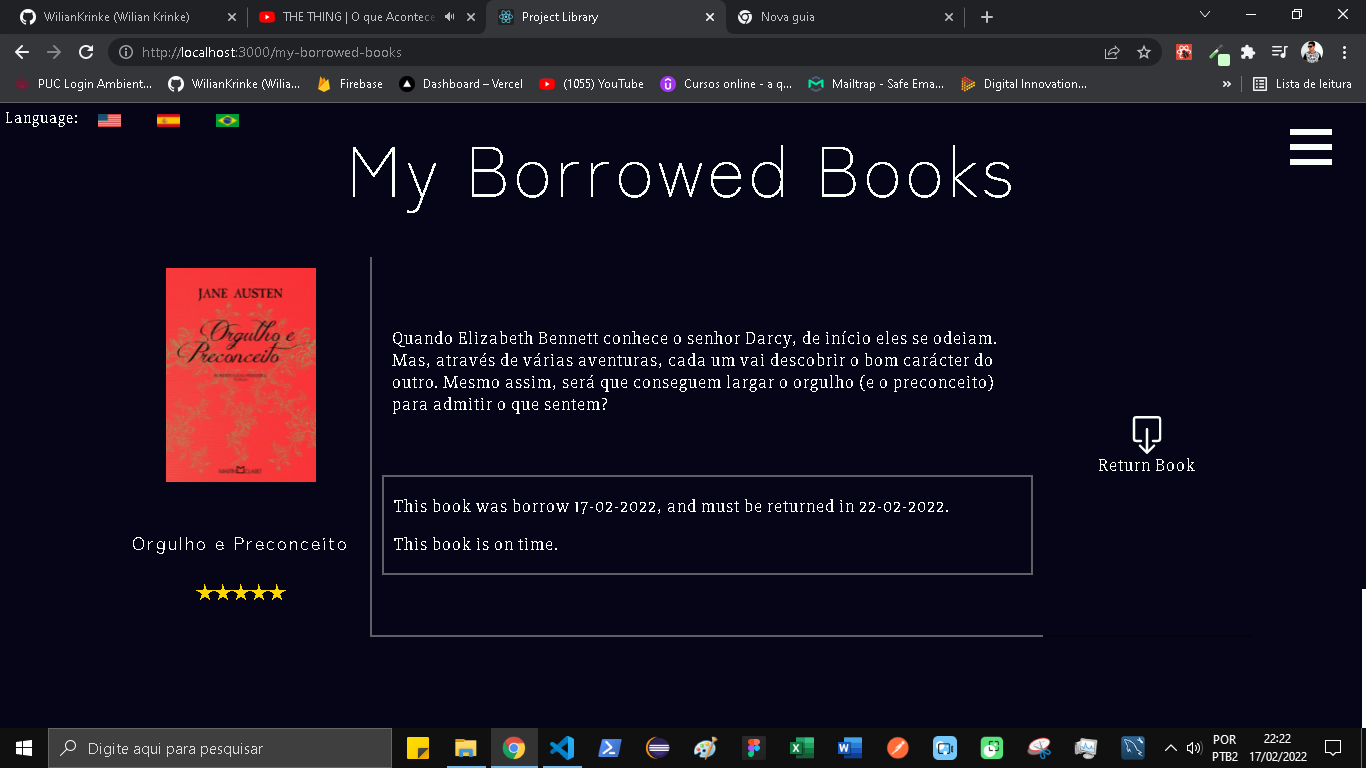 WilianKrinke (Wilian Krinke)
THE THING | O que Acontece
Project Library
Nova guia
http://localhost:3000/my-borrowed-books
PUC Login Ambient...
WilianKrinke (Wilia...
Firebase
Dashboard – Vercel
(1055) YouTube
Cursos online - a q...
Mailtrap - Safe Ema...
Digital Innovation...
»
Lista de leitura
Language:
My Borrowed Books
JANE AUSTEN
Orgulho e
Preconceito
Quando Elizabeth Bennett conhece o senhor Darcy, de início eles se odeiam.
Mas, através de várias aventuras, cada um vai descobrir o bom carácter do
outro. Mesmo assim, será que conseguem largar o orgulho (e o preconceito)
para admitir o que sentem?
Return Book
This book was borrow 17-02-2022, and must be returned in 22-02-2022.
This book is on time.
Orgulho e Preconceito
★★★★★
Digite aqui para pesquisar
POR
PTB2
22:22
17/02/2022